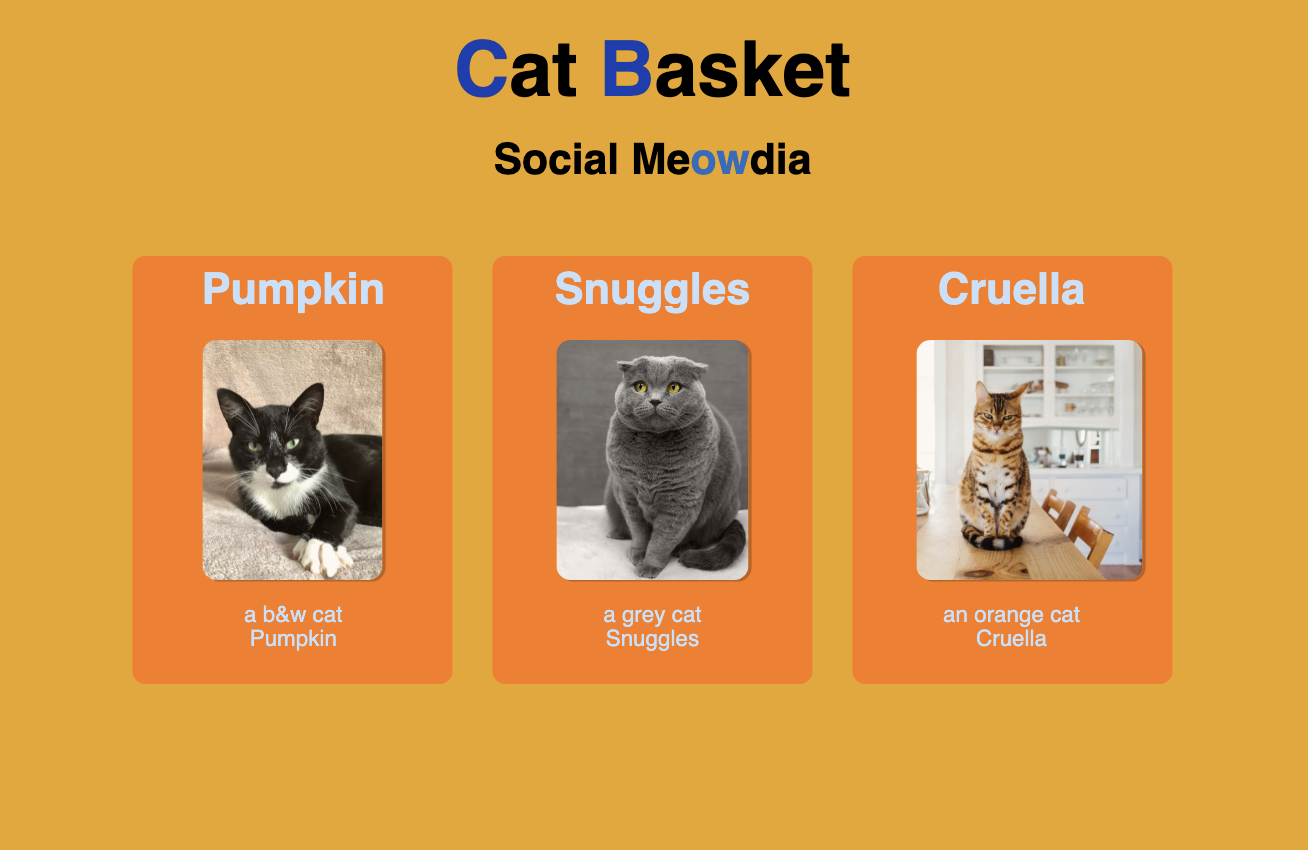 Cat Basket
Social Meowdia
Pumpkin
a b&w cat
Pumpkin
Snuggles
a grey cat
Snuggles
Cruella
an orange cat
Cruella